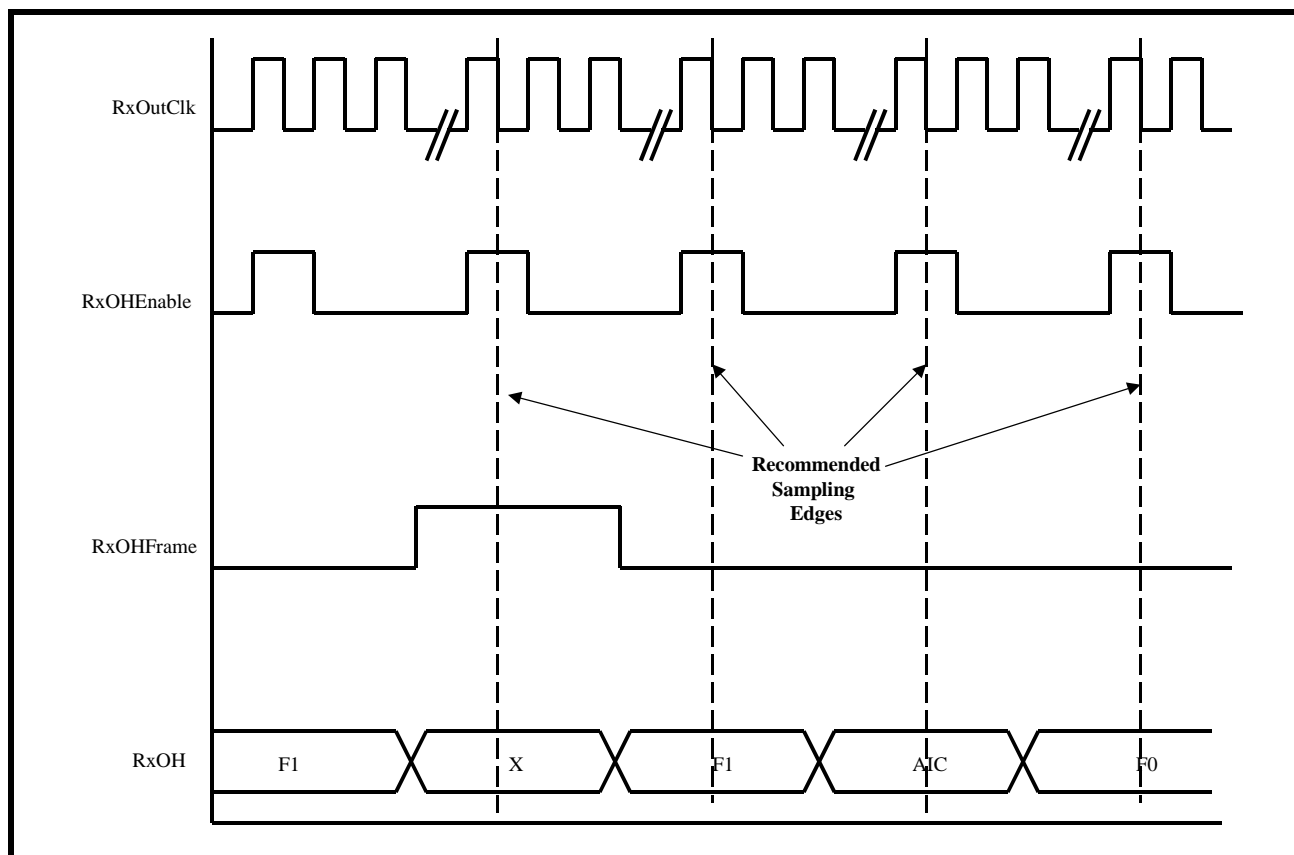 RxOutClk
RxOHEnable
Recommended
Sampling
Edges
RxOHFrame
RxOH
F1
X
F1
AIC
F0